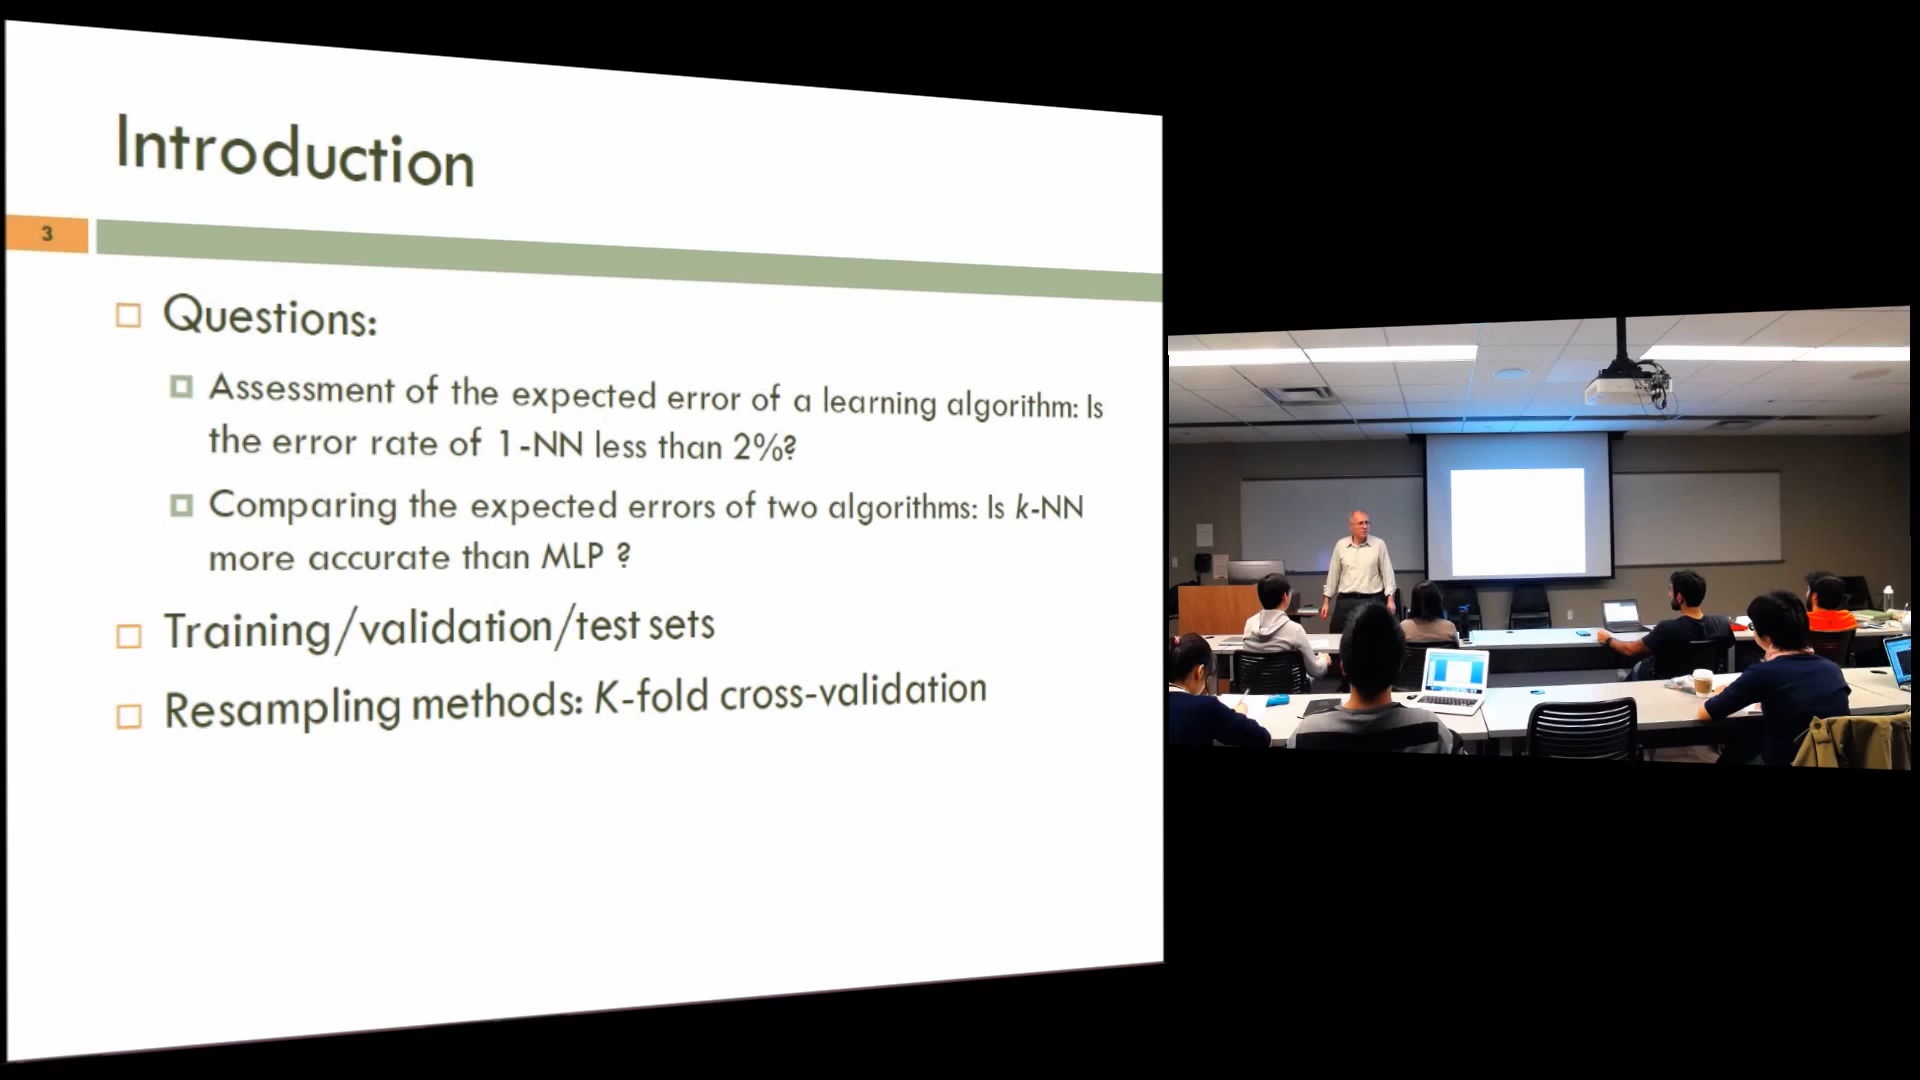 Introduction
3
Questions:
Assessment of the expected error of a learning algorithm: Is
the error rate of 1-NN less than 2%?
Comparing the expected errors of two algorithms: Is k-NN
more accurate than MLP ?
Training/validation/test sets
Resampling methods: K-fold cross-validation